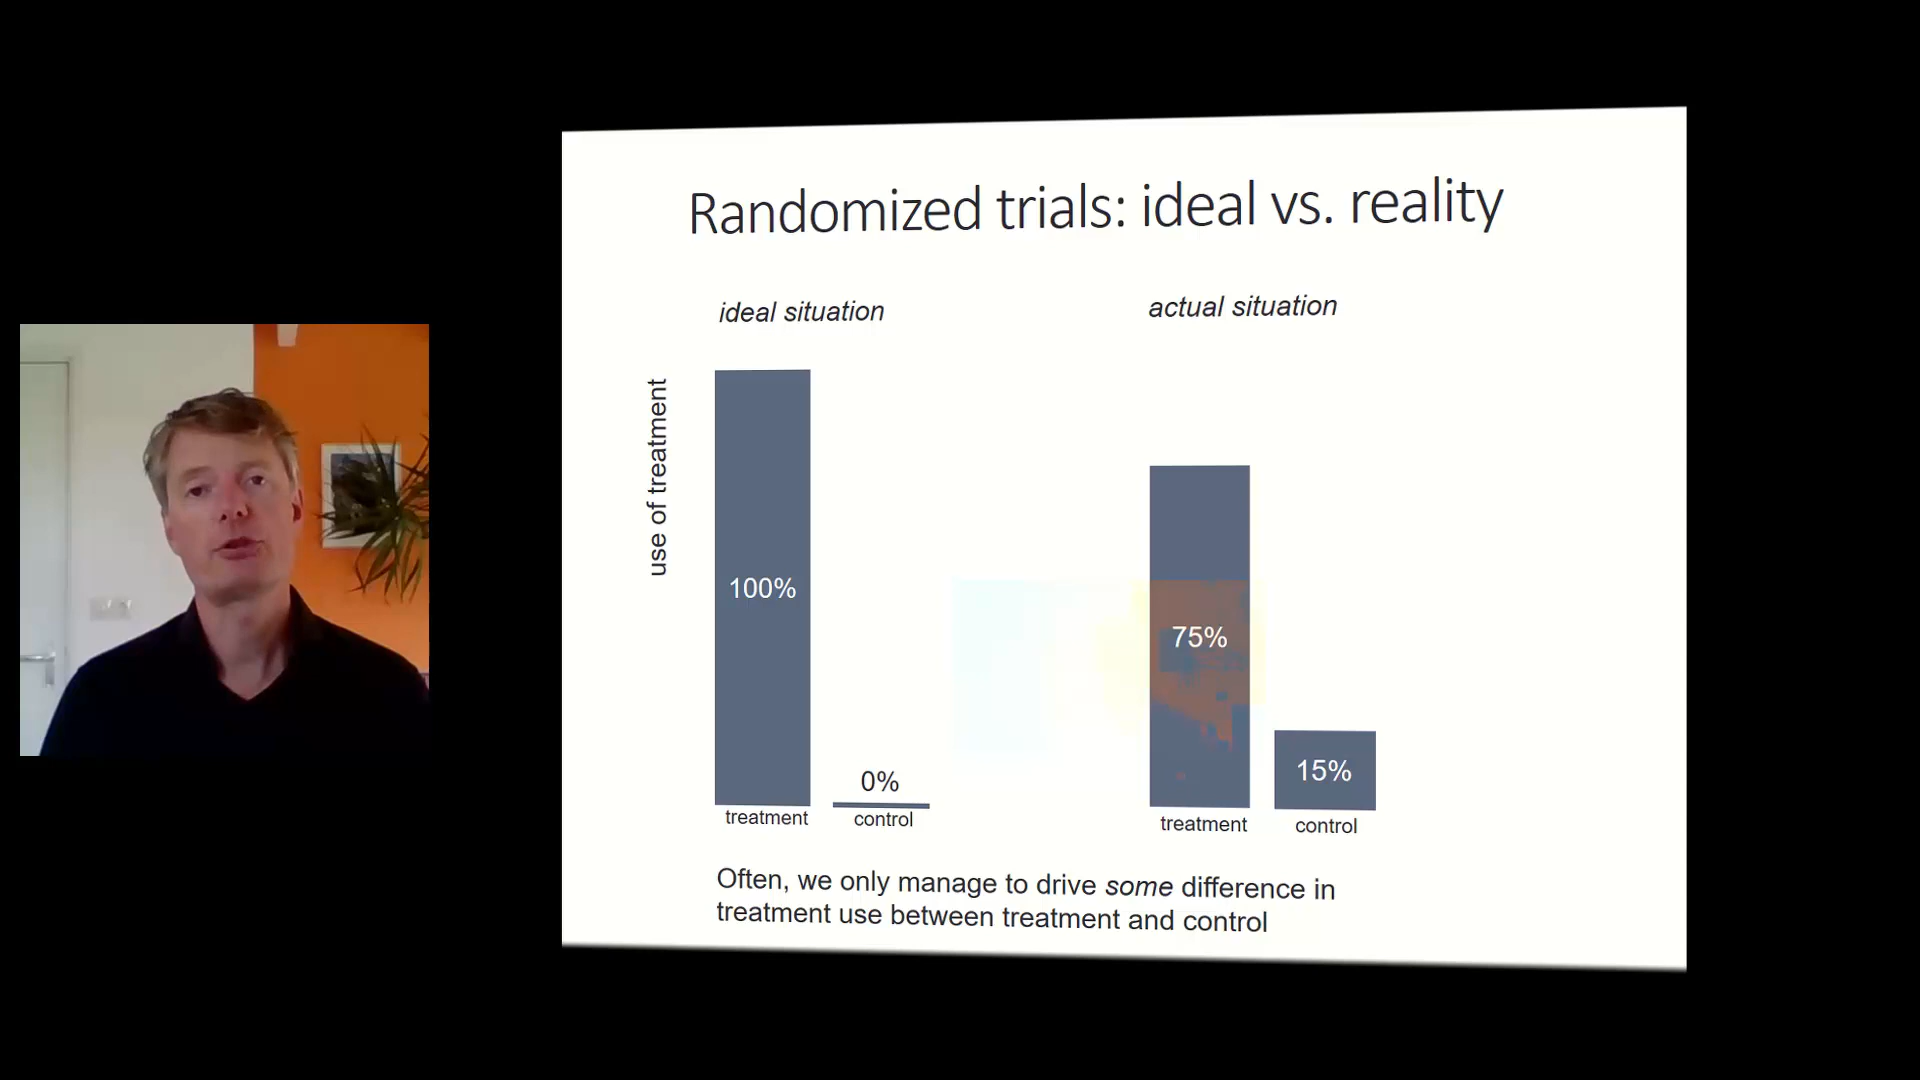 Randomized trials: ideal vs. reality
ideal situation
actual situation
use of treatment
100%
0%
treatment
control
75%
15%
treatment
control
Often, we only manage to drive some difference in
treatment use between treatment and control